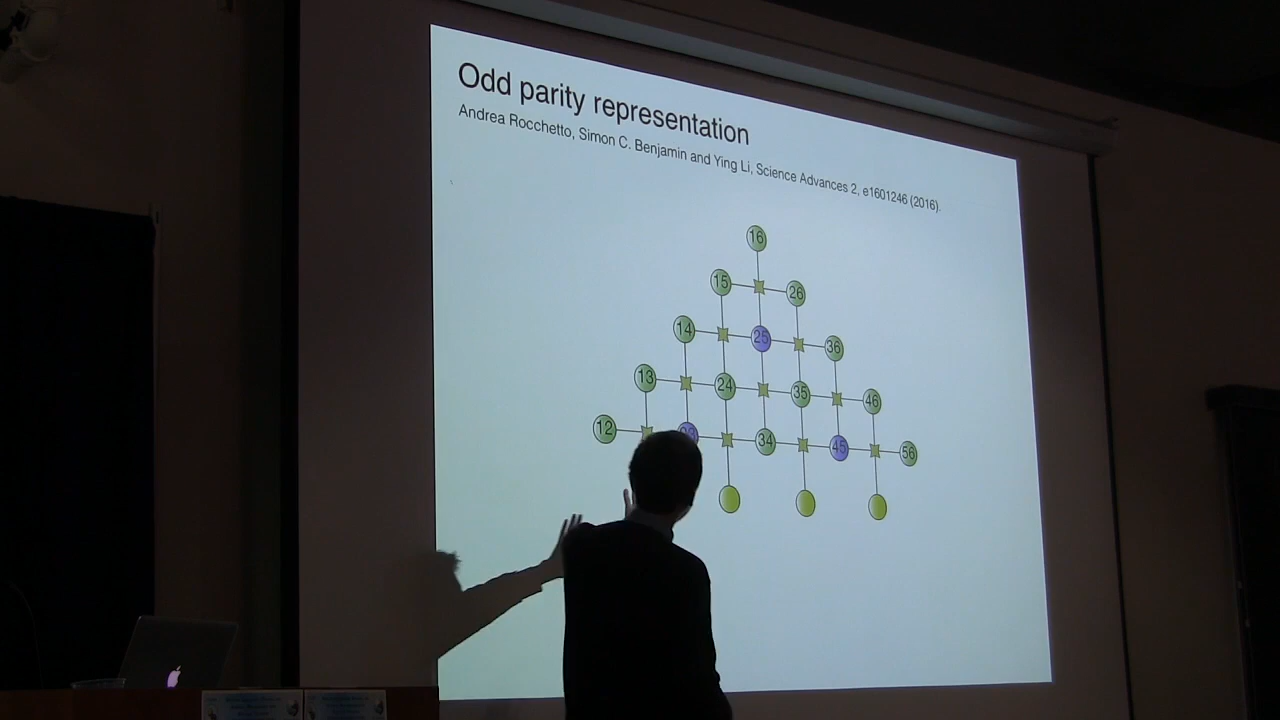 Odd parity representation
Andrea Rocchetto, Simon C. Benjamin and Ying Li, Science Advances 2, e1601246 (2016).
16
15 26
14 25 36
13 24 35 46
12 23 34 45 56